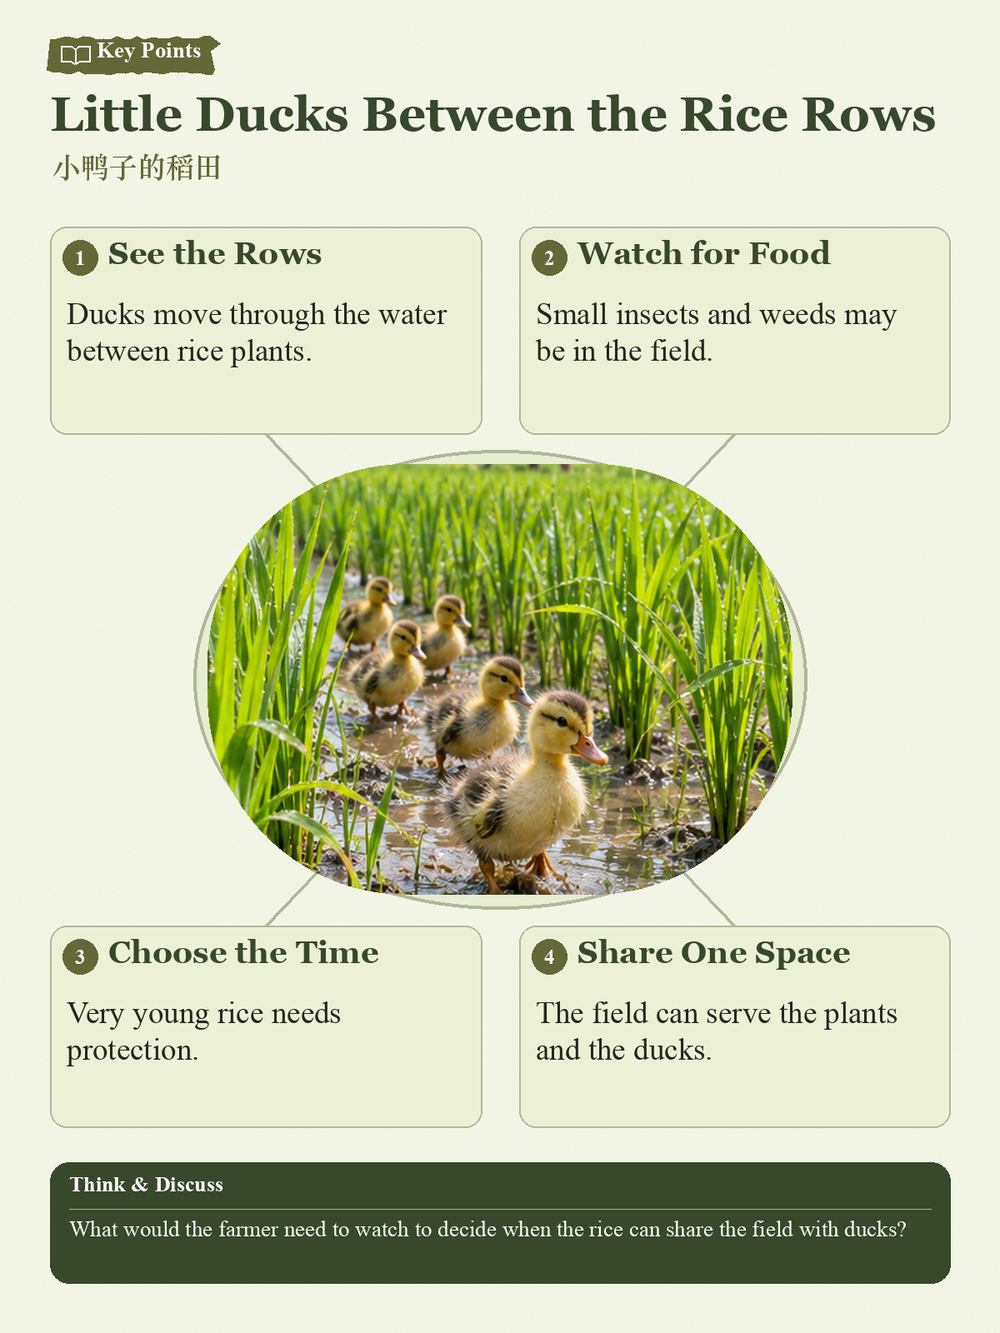 Key Points
Little Ducks Between the Rice Rows
小鸭子的稻田
1 See the Rows
Ducks move through the water
between rice plants.
2 Watch for Food
Small insects and weeds may
be in the field.
3 Choose the Time
Very young rice needs
protection.
4 Share One Space
The field can serve the plants
and the ducks.
Think & Discuss
What would the farmer need to watch to decide when the rice can share the field with ducks?